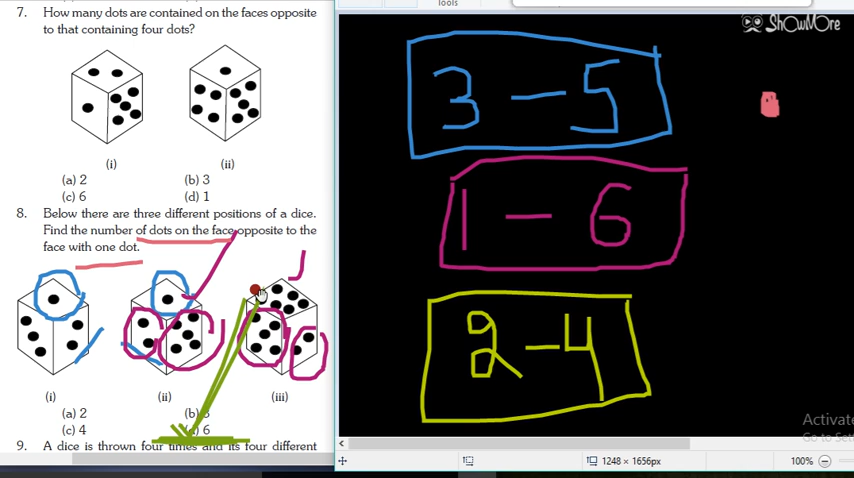 7. How many dots are contained on the faces opposite
to that containing four dots?
(i) (ii)
(a) 2 (b) 3
(c) 6 (d) 1
8. Below there are three different positions of a dice.
Find the number of dots on the face opposite to the
face with one dot.
(i) (ii) (iii)
(a) 2 (b)
(c) 4 6
9. A dice is thrown four times and its four different
Tools
ShowMore
3 - 5
1 - 6
2 - 4
Activate
Go to Set
1248 × 1656px 100%